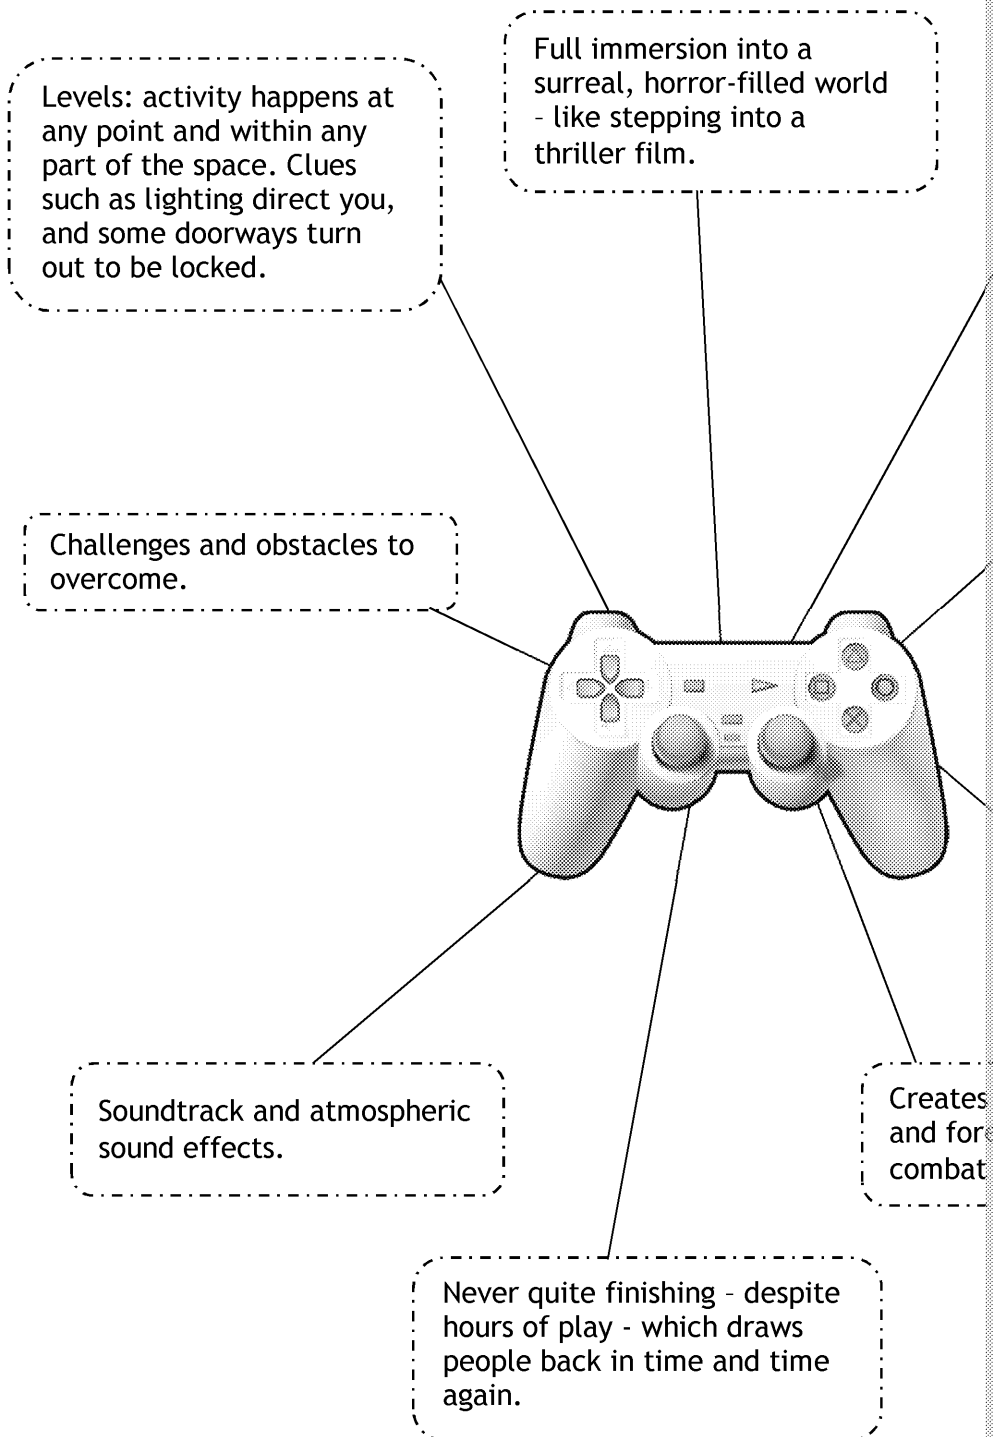 Full immersion into a
surreal, horror-filled world
– like stepping into a
thriller film.
Levels: activity happens at
any point and within any
part of the space. Clues
such as lighting direct you,
and some doorways turn
out to be locked.
Challenges and obstacles to
overcome.
Soundtrack and atmospheric
sound effects.
Creates
and
combat
Never quite finishing – despite
hours of play - which draws
people back in time and time
again.